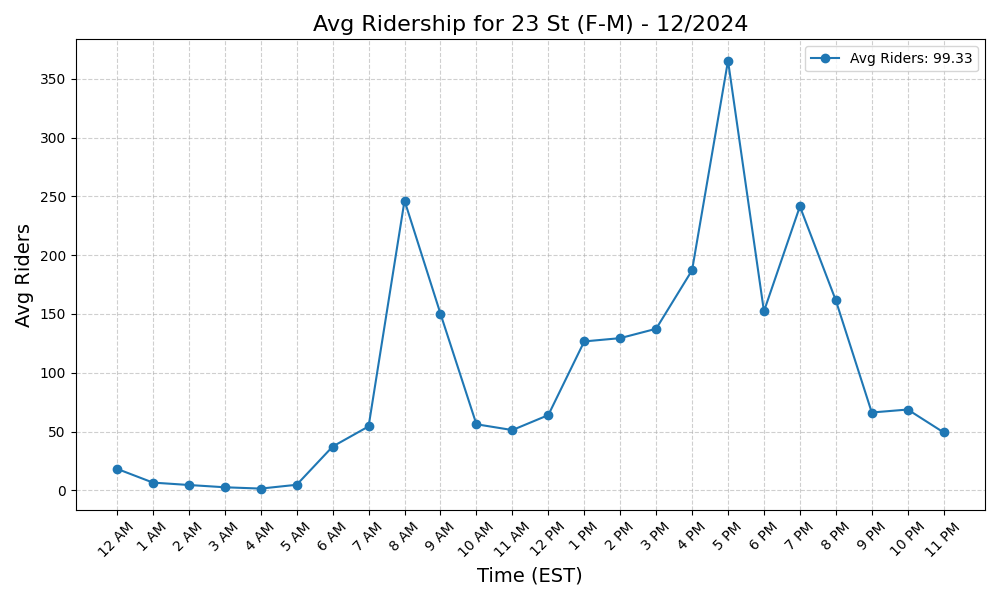 Avg Ridership for 23 St (F-M) - 12/2024
Avg Riders: 99.33
350
300
250
200
150
100
50
0
Avg Riders
12 AM
1 AM
2 AM
3 AM
4 AM
5 AM
6 AM
7 AM
8 AM
9 AM
10 AM
11 AM
12 PM
1 PM
2 PM
3 PM
4 PM
5 PM
6 PM
7 PM
8 PM
9 PM
10 PM
11 PM
Time (EST)